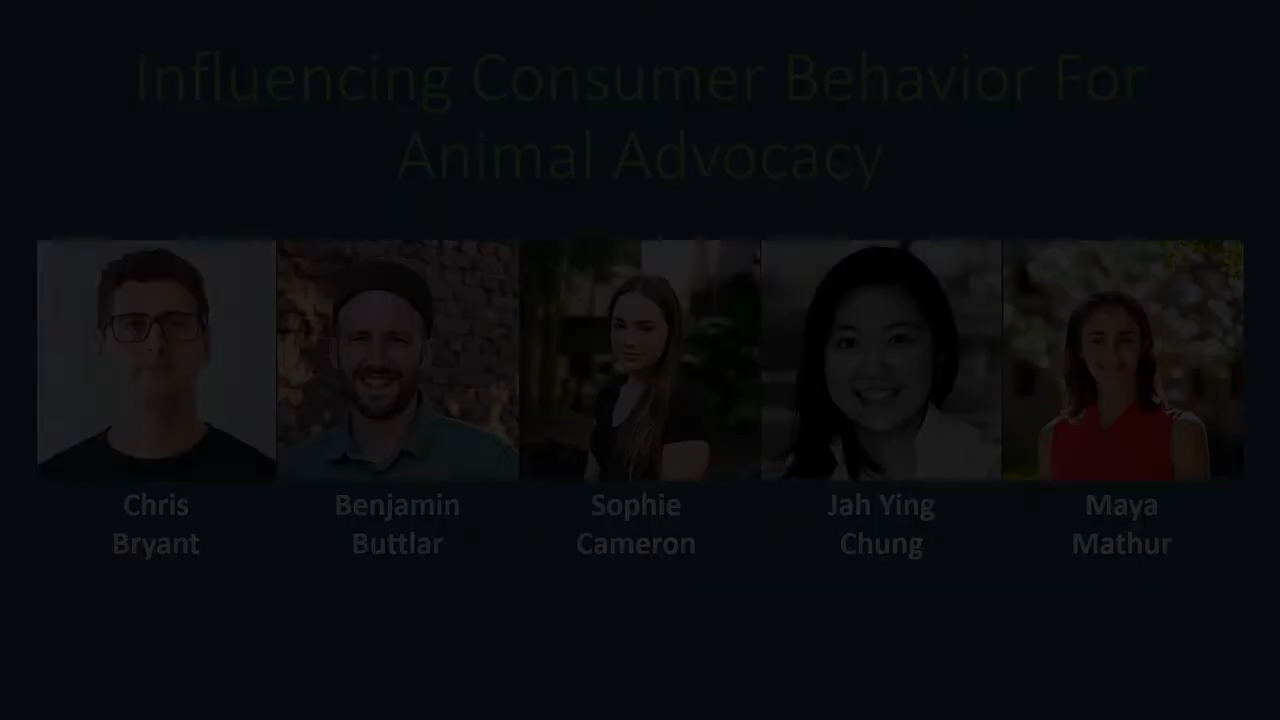 Influencing Consumer Behavior For
Animal Advocacy
Chris
Bryant
Benjamin
Buttlar
Sophie
Cameron
Jah Ying
Chung
Maya
Mathur